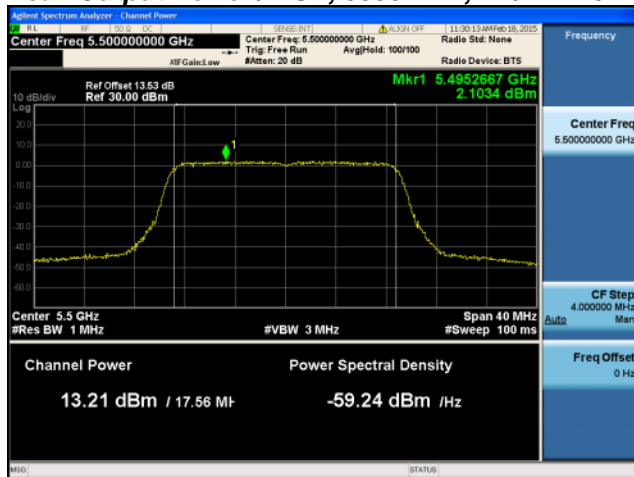 Agilent Spectrum Analyzer - Channel Power
RL RF 50 Ω DC SENSE:INT ALIGN OFF 11:30:13 AM Feb 18, 2015
Center Freq 5.500000000 GHz Center Freq: 5.500000000 GHz Radio Std: None Frequency
Trig: Free Run Avg|Hold: 100/100
#IFGain:Low #Atten: 20 dB Radio Device: BTS
Mkr1 5.4952667 GHz
Ref Offset 13.53 dB
10 dB/div Ref 30.00 dBm 2.1034 dBm
Log
20.0
10.0
1
0.00
-10.0
-20.0
-30.0
-40.0
-50.0
-60.0
Center Freq
5.500000000 GHz
Center 5.5 GHz Span 40 MHz
#Res BW 1 MHz #VBW 3 MHz #Sweep 100 ms
CF Step
4.000000 MHz
Auto Man
Channel Power Power Spectral Density
13.21 dBm / 17.56 MH -59.24 dBm /Hz
Freq Offset
0 Hz
MSG STATUS